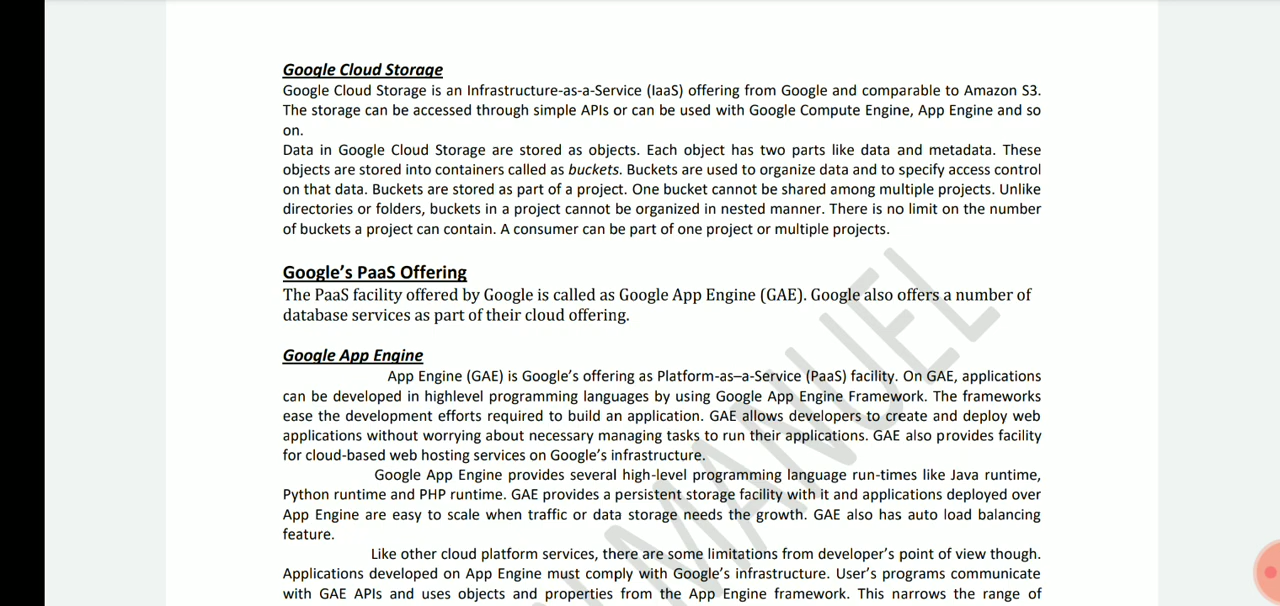 Google Cloud Storage
Google Cloud Storage is an Infrastructure-as-a-Service (IaaS) offering from Google and comparable to Amazon S3.
The storage can be accessed through simple APIs or can be used with Google Compute Engine, App Engine and so
on.
Data in Google Cloud Storage are stored as objects. Each object has two parts like data and metadata. These
objects are stored into containers called as buckets. Buckets are used to organize data and to specify access control
on that data. Buckets are stored as part of a project. One bucket cannot be shared among multiple projects. Unlike
directories or folders, buckets in a project cannot be organized in nested manner. There is no limit on the number
of buckets a project can contain. A consumer can be part of one project or multiple projects.
Google's PaaS Offering
The PaaS facility offered by Google is called as Google App Engine (GAE). Google also offers a number of
database services as part of their cloud offering.
Google App Engine
App Engine (GAE) is Google's offering as Platform-as–a-Service (PaaS) facility. On GAE, applications
can be developed in highlevel programming languages by using Google App Engine Framework. The frameworks
ease the development efforts required to build an application. GAE allows developers to create and deploy web
applications without worrying about necessary managing tasks to run their applications. GAE also provides facility
for cloud-based web hosting services on Google's infrastructure.
Google App Engine provides several high-level programming language run-times like Java runtime,
Python runtime and PHP runtime. GAE provides a persistent storage facility with it and applications deployed over
App Engine are easy to scale when traffic or data storage needs the growth. GAE also has auto load balancing
feature.
Like other cloud platform services, there are some limitations from developer's point of view though.
Applications developed on App Engine must comply with Google's infrastructure. User's programs communicate
with GAE APIs and uses objects and properties from the App Engine framework. This narrows the range of
MANUEL